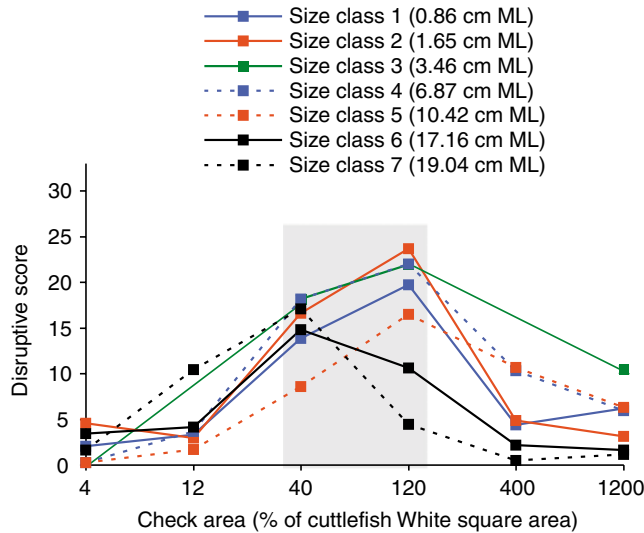 Size class 1 (0.86 cm ML)
Size class 2 (1.65 cm ML)
Size class 3 (3.46 cm ML)
Size class 4 (6.87 cm ML)
Size class 5 (10.42 cm ML)
Size class 6 (17.16 cm ML)
Size class 7 (19.04 cm ML)
30
25
20
15
10
5
0
Disruptive score
4 12 40 120 400 1200
Check area (% of cuttlefish White square area)